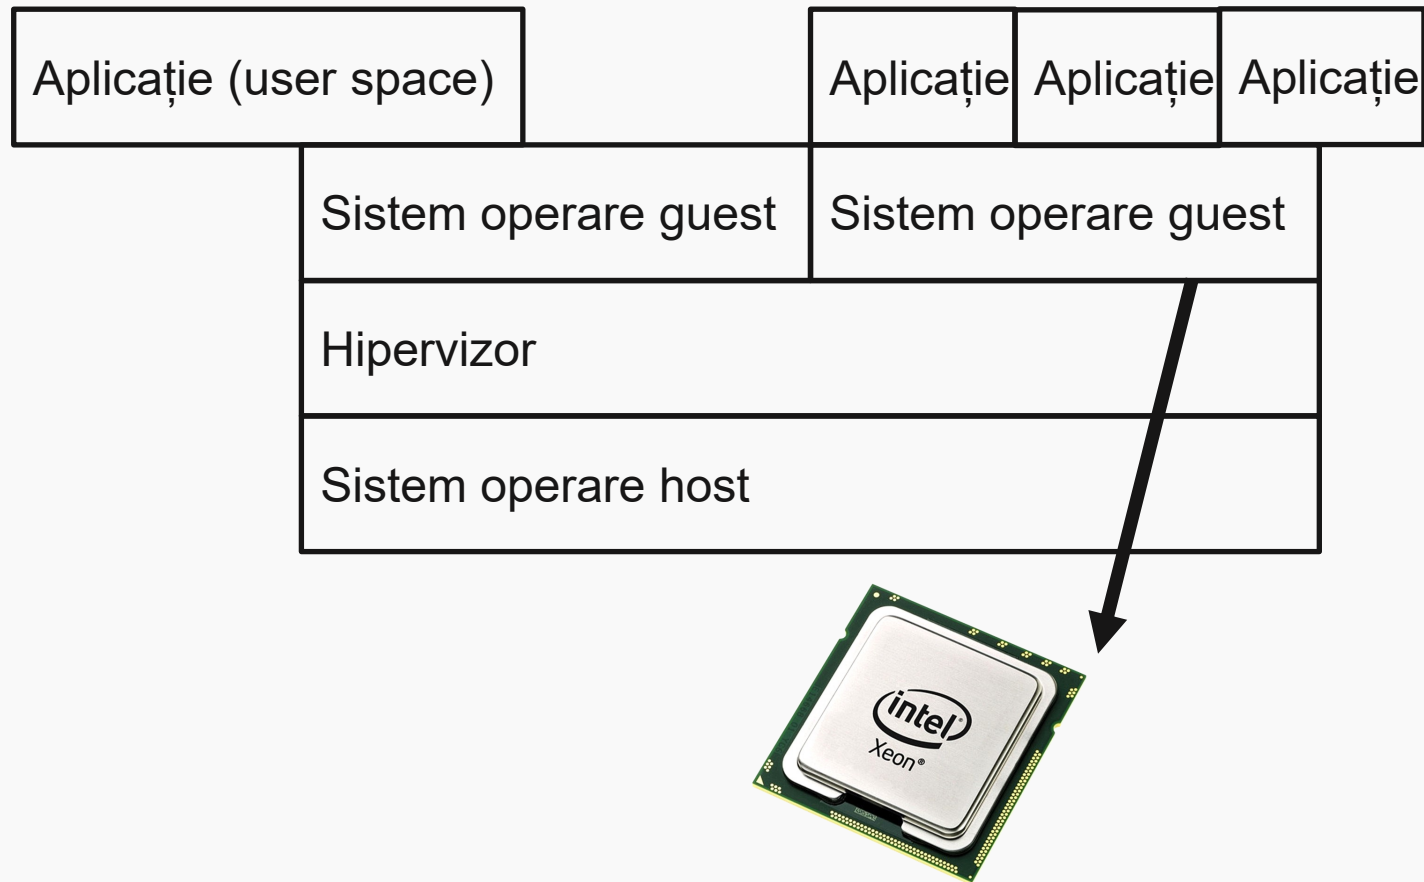 Aplicație (user space)
Aplicație
Aplicație
Aplicație
Sistem operare guest
Sistem operare guest
Hipervizor
Sistem operare host
intel
Xeon®